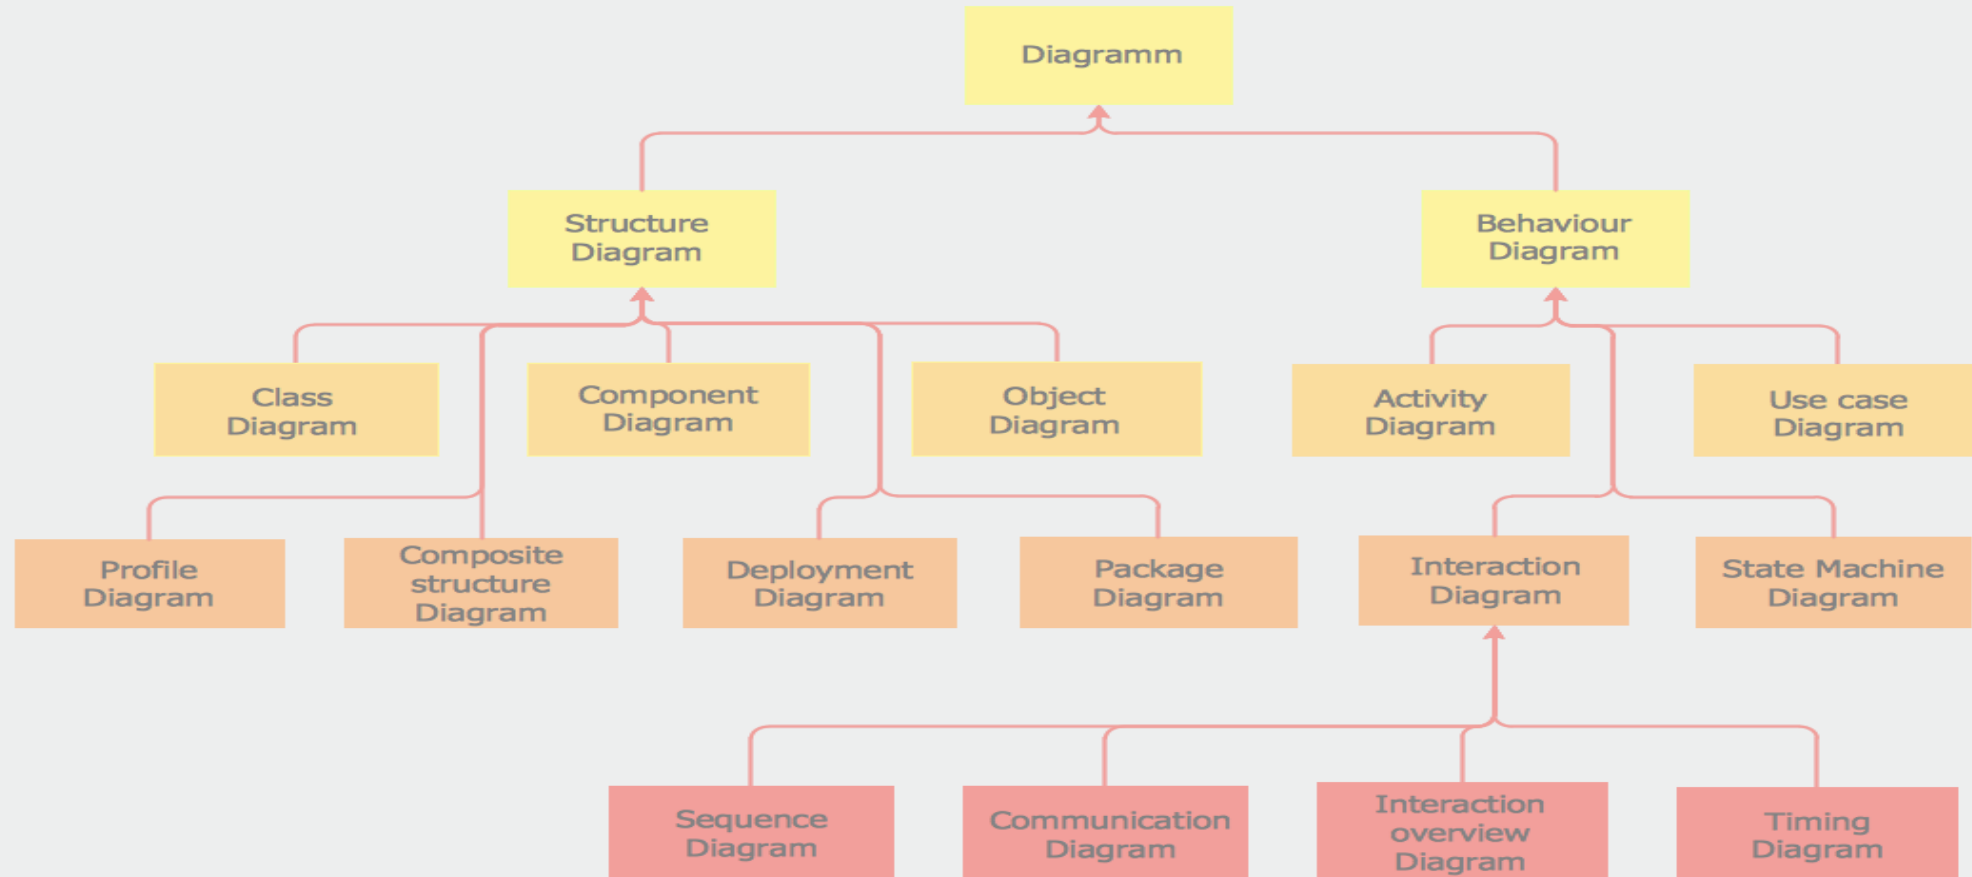 Diagramm
Structure
Diagram
Behaviour
Diagram
Class
Diagram
Component
Diagram
Object
Diagram
Activity
Diagram
Use case
Diagram
Profile
Diagram
Composite
structure
Diagram
Deployment
Diagram
Package
Diagram
Interaction
Diagram
State Machine
Diagram
Sequence
Diagram
Communication
Diagram
Interaction
overview
Diagram
Timing
Diagram